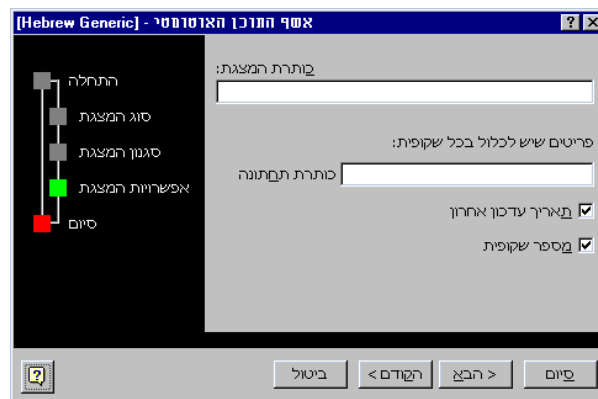 אשף התוכן האוטומטי - [Hebrew Generic]
התחלה
סוג המצגת
סגנון המצגת
אפשרויות המצגת
סיום
כותרת המצגת:
פריטים שיש לכלול בכל שקופית:
כותרת תחתונה
תאריך עדכון אחרון
מספר שקופית
סיום
הבא >
< הקודם
ביטול